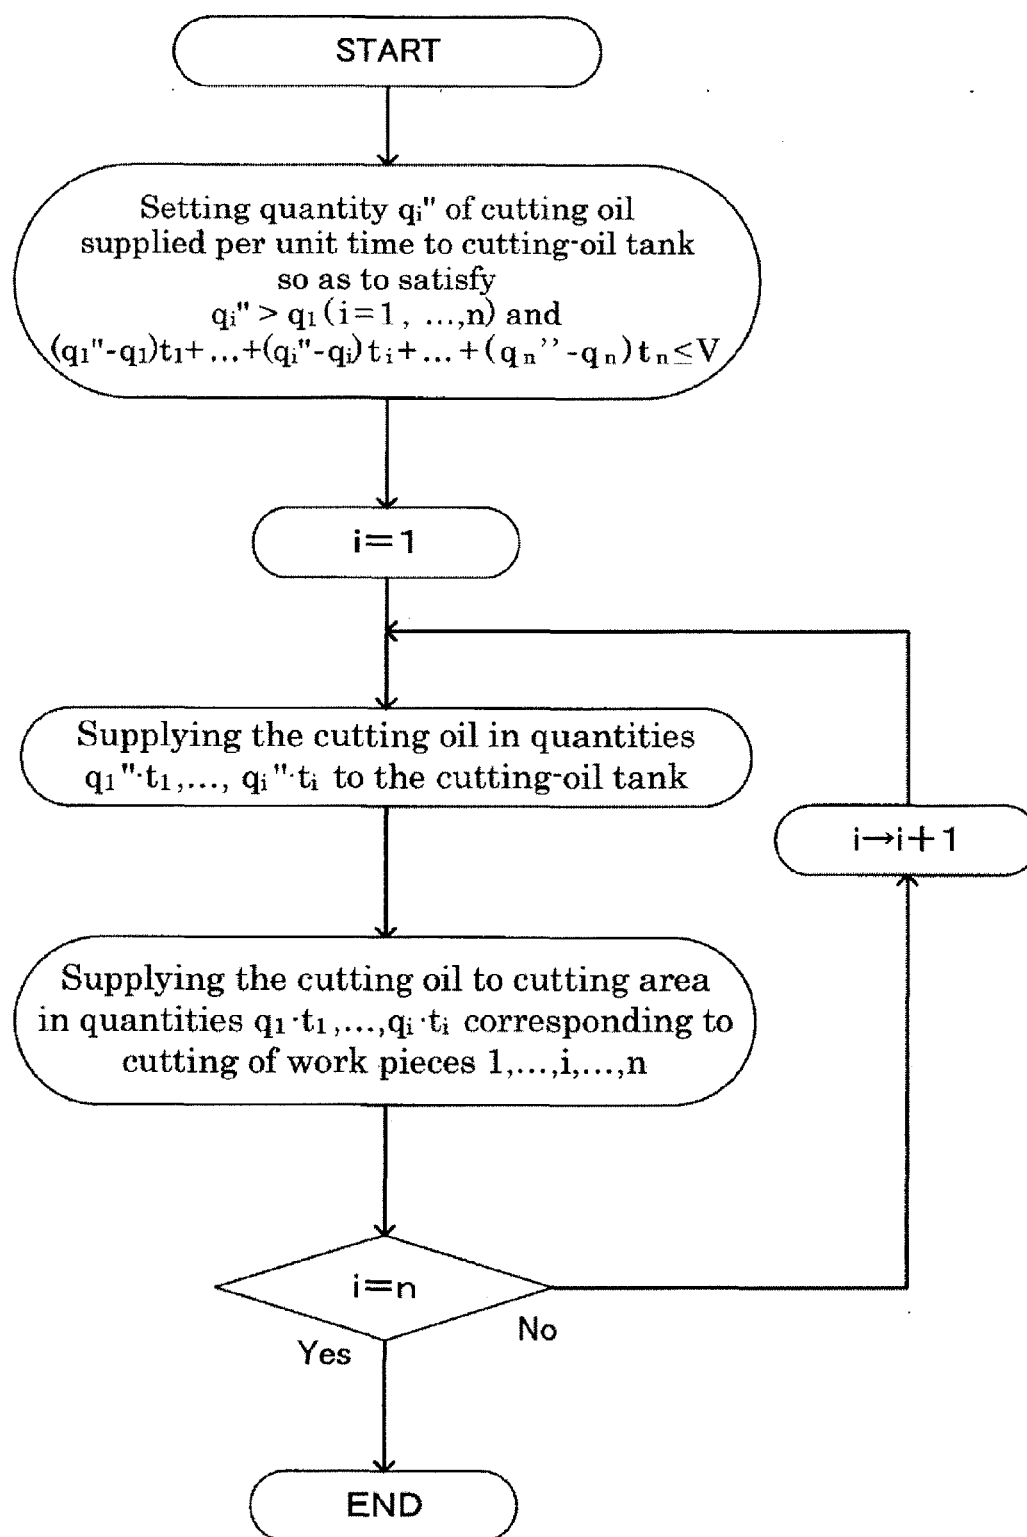 START
Setting quantity qᵢ" of cutting oil
supplied per unit time to cutting-oil tank
so as to satisfy
qᵢ" > q₁ (i=1, ...,n) and
(q₁"-q₁)t₁+...+(qᵢ"-qᵢ)tᵢ+...+(qₙ''-qₙ)tₙ≤V
i=1
Supplying the cutting oil in quantities
q₁"·t₁,..., qᵢ"·tᵢ to the cutting-oil tank
i→i+1
Supplying the cutting oil to cutting area
in quantities q₁·t₁,...,qᵢ·tᵢ corresponding to
cutting of work pieces 1,...,i,...,n
i=n
No
Yes
END